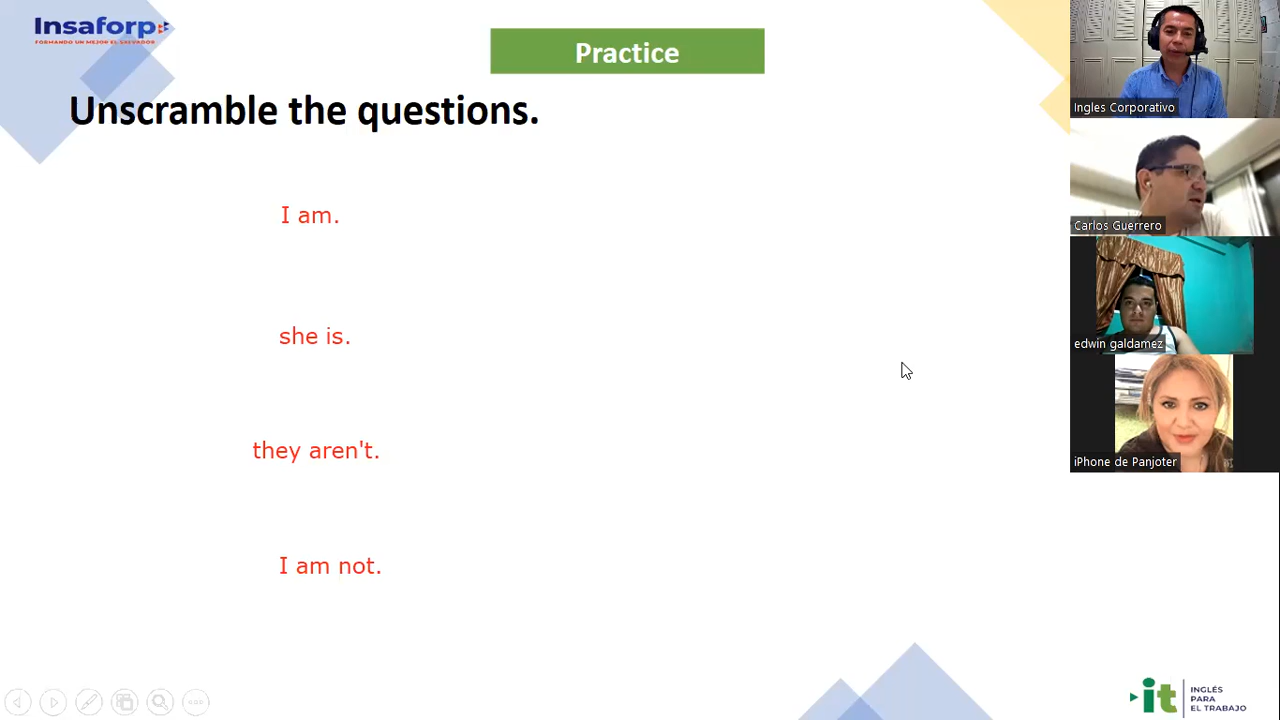 Insaforp
FORMANDO UN MEJOR EL SALVADOR
Practice
Unscramble the questions.
I am.
she is.
they aren't.
I am not.
Ingles Corporativo
Carlos Guerrero
edwin galdamez
iPhone de Panjoter
it
INGLÉS
PARA
EL TRABAJO